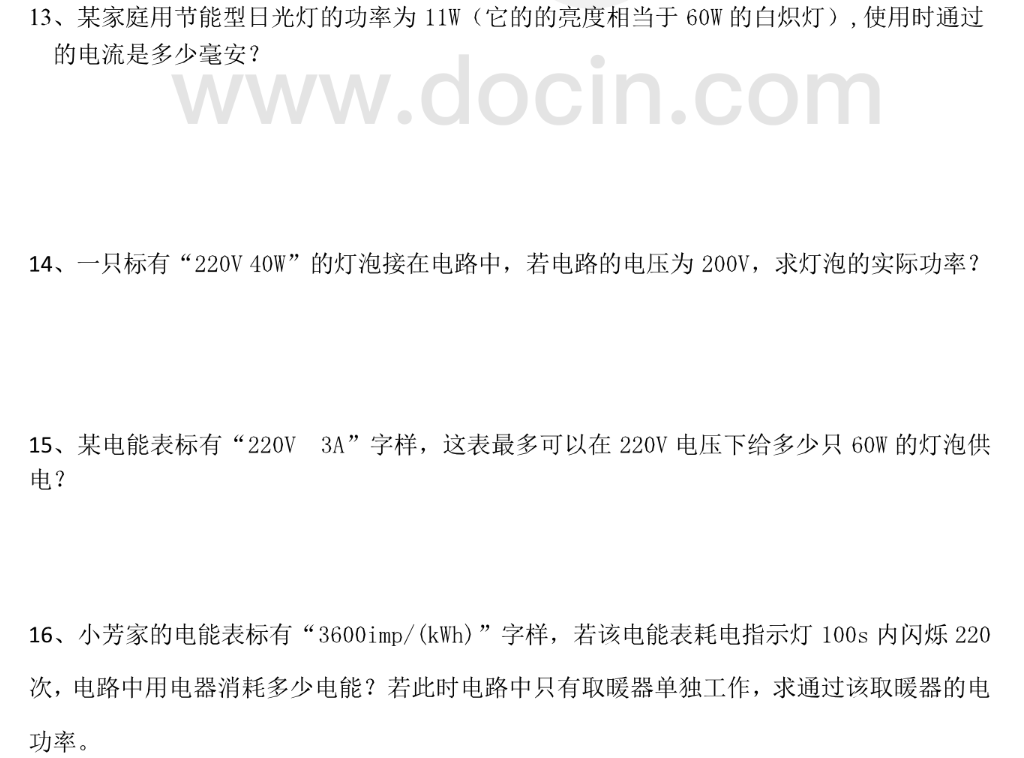 13、某家庭用节能型日光灯的功率为 11W（它的的亮度相当于 60W 的白炽灯）,使用时通过
的电流是多少毫安？
www.docin.com
14、一只标有“220V 40W”的灯泡接在电路中，若电路的电压为 200V，求灯泡的实际功率？
15、某电能表标有“220V  3A”字样，这表最多可以在 220V 电压下给多少只 60W 的灯泡供
电？
16、小芳家的电能表标有“3600imp/(kWh)”字样，若该电能表耗电指示灯 100s 内闪烁 220
次，电路中用电器消耗多少电能？若此时电路中只有取暖器单独工作，求通过该取暖器的电
功率。